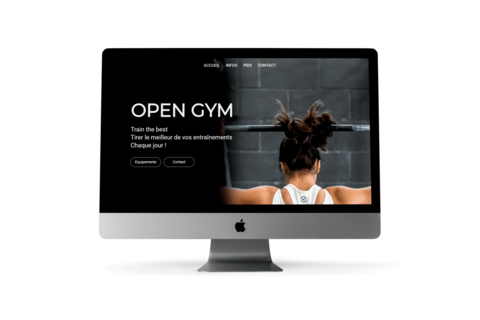 ACCUEIL INFOS PRIX CONTACT
OPEN GYM
Train the best
Tirer le meilleur de vos entraînements
Chaque jour !
Equipements Contact